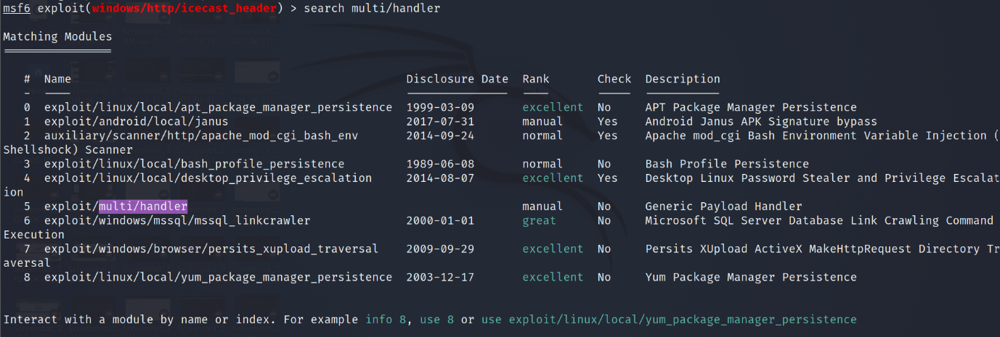 msf6 exploit(windows/http/icecast_header) > search multi/handler
Matching Modules
================
#  Name  Disclosure Date  Rank  Check  Description
-  ----  ---------------  ----  -----  -----------
0  exploit/linux/local/apt_package_manager_persistence  1999-03-09  excellent  No  APT Package Manager Persistence
1  exploit/android/local/janus  2017-07-31  manual  Yes  Android Janus APK Signature bypass
2  auxiliary/scanner/http/apache_mod_cgi_bash_env  2014-09-24  normal  Yes  Apache mod_cgi Bash Environment Variable Injection (
Shellshock) Scanner
3  exploit/linux/local/bash_profile_persistence  1989-06-08  normal  No  Bash Profile Persistence
4  exploit/linux/local/desktop_privilege_escalation  2014-08-07  excellent  Yes  Desktop Linux Password Stealer and Privilege Escalat
ion
5  exploit/multi/handler  manual  No  Generic Payload Handler
6  exploit/windows/mssql/mssql_linkcrawler  2000-01-01  great  No  Microsoft SQL Server Database Link Crawling Command
Execution
7  exploit/windows/browser/persits_xupload_traversal  2009-09-29  excellent  No  Persits XUpload ActiveX MakeHttpRequest Directory Tr
aversal
8  exploit/linux/local/yum_package_manager_persistence  2003-12-17  excellent  No  Yum Package Manager Persistence
Interact with a module by name or index. For example info 8, use 8 or use exploit/linux/local/yum_package_manager_persistence